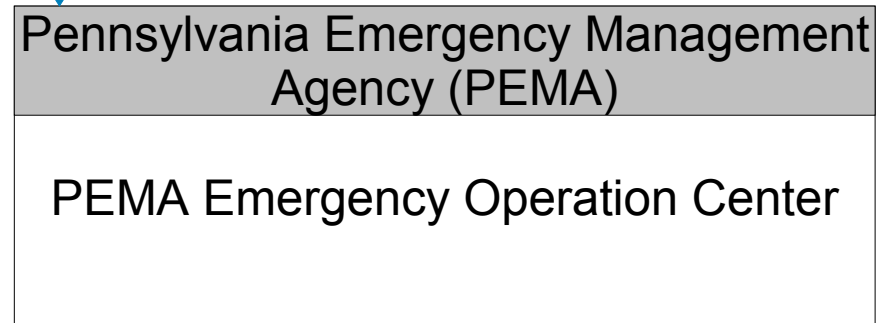 Pennsylvania Emergency Management
Agency (PEMA)
PEMA Emergency Operation Center